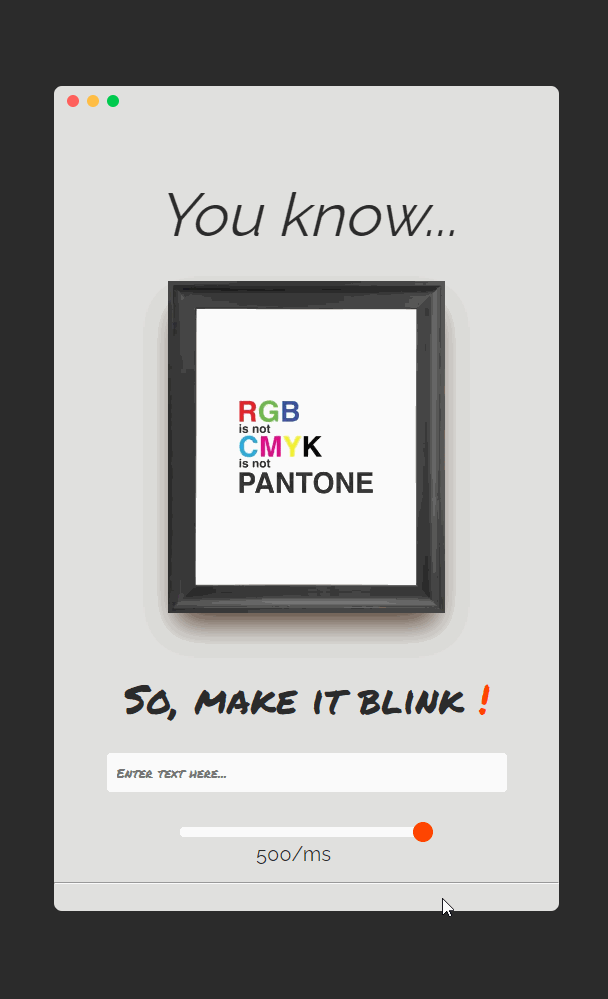 You know...
RGB
is not
CMYK
is not
PANTONE
So, make it blink !
Enter text here...
500/ms